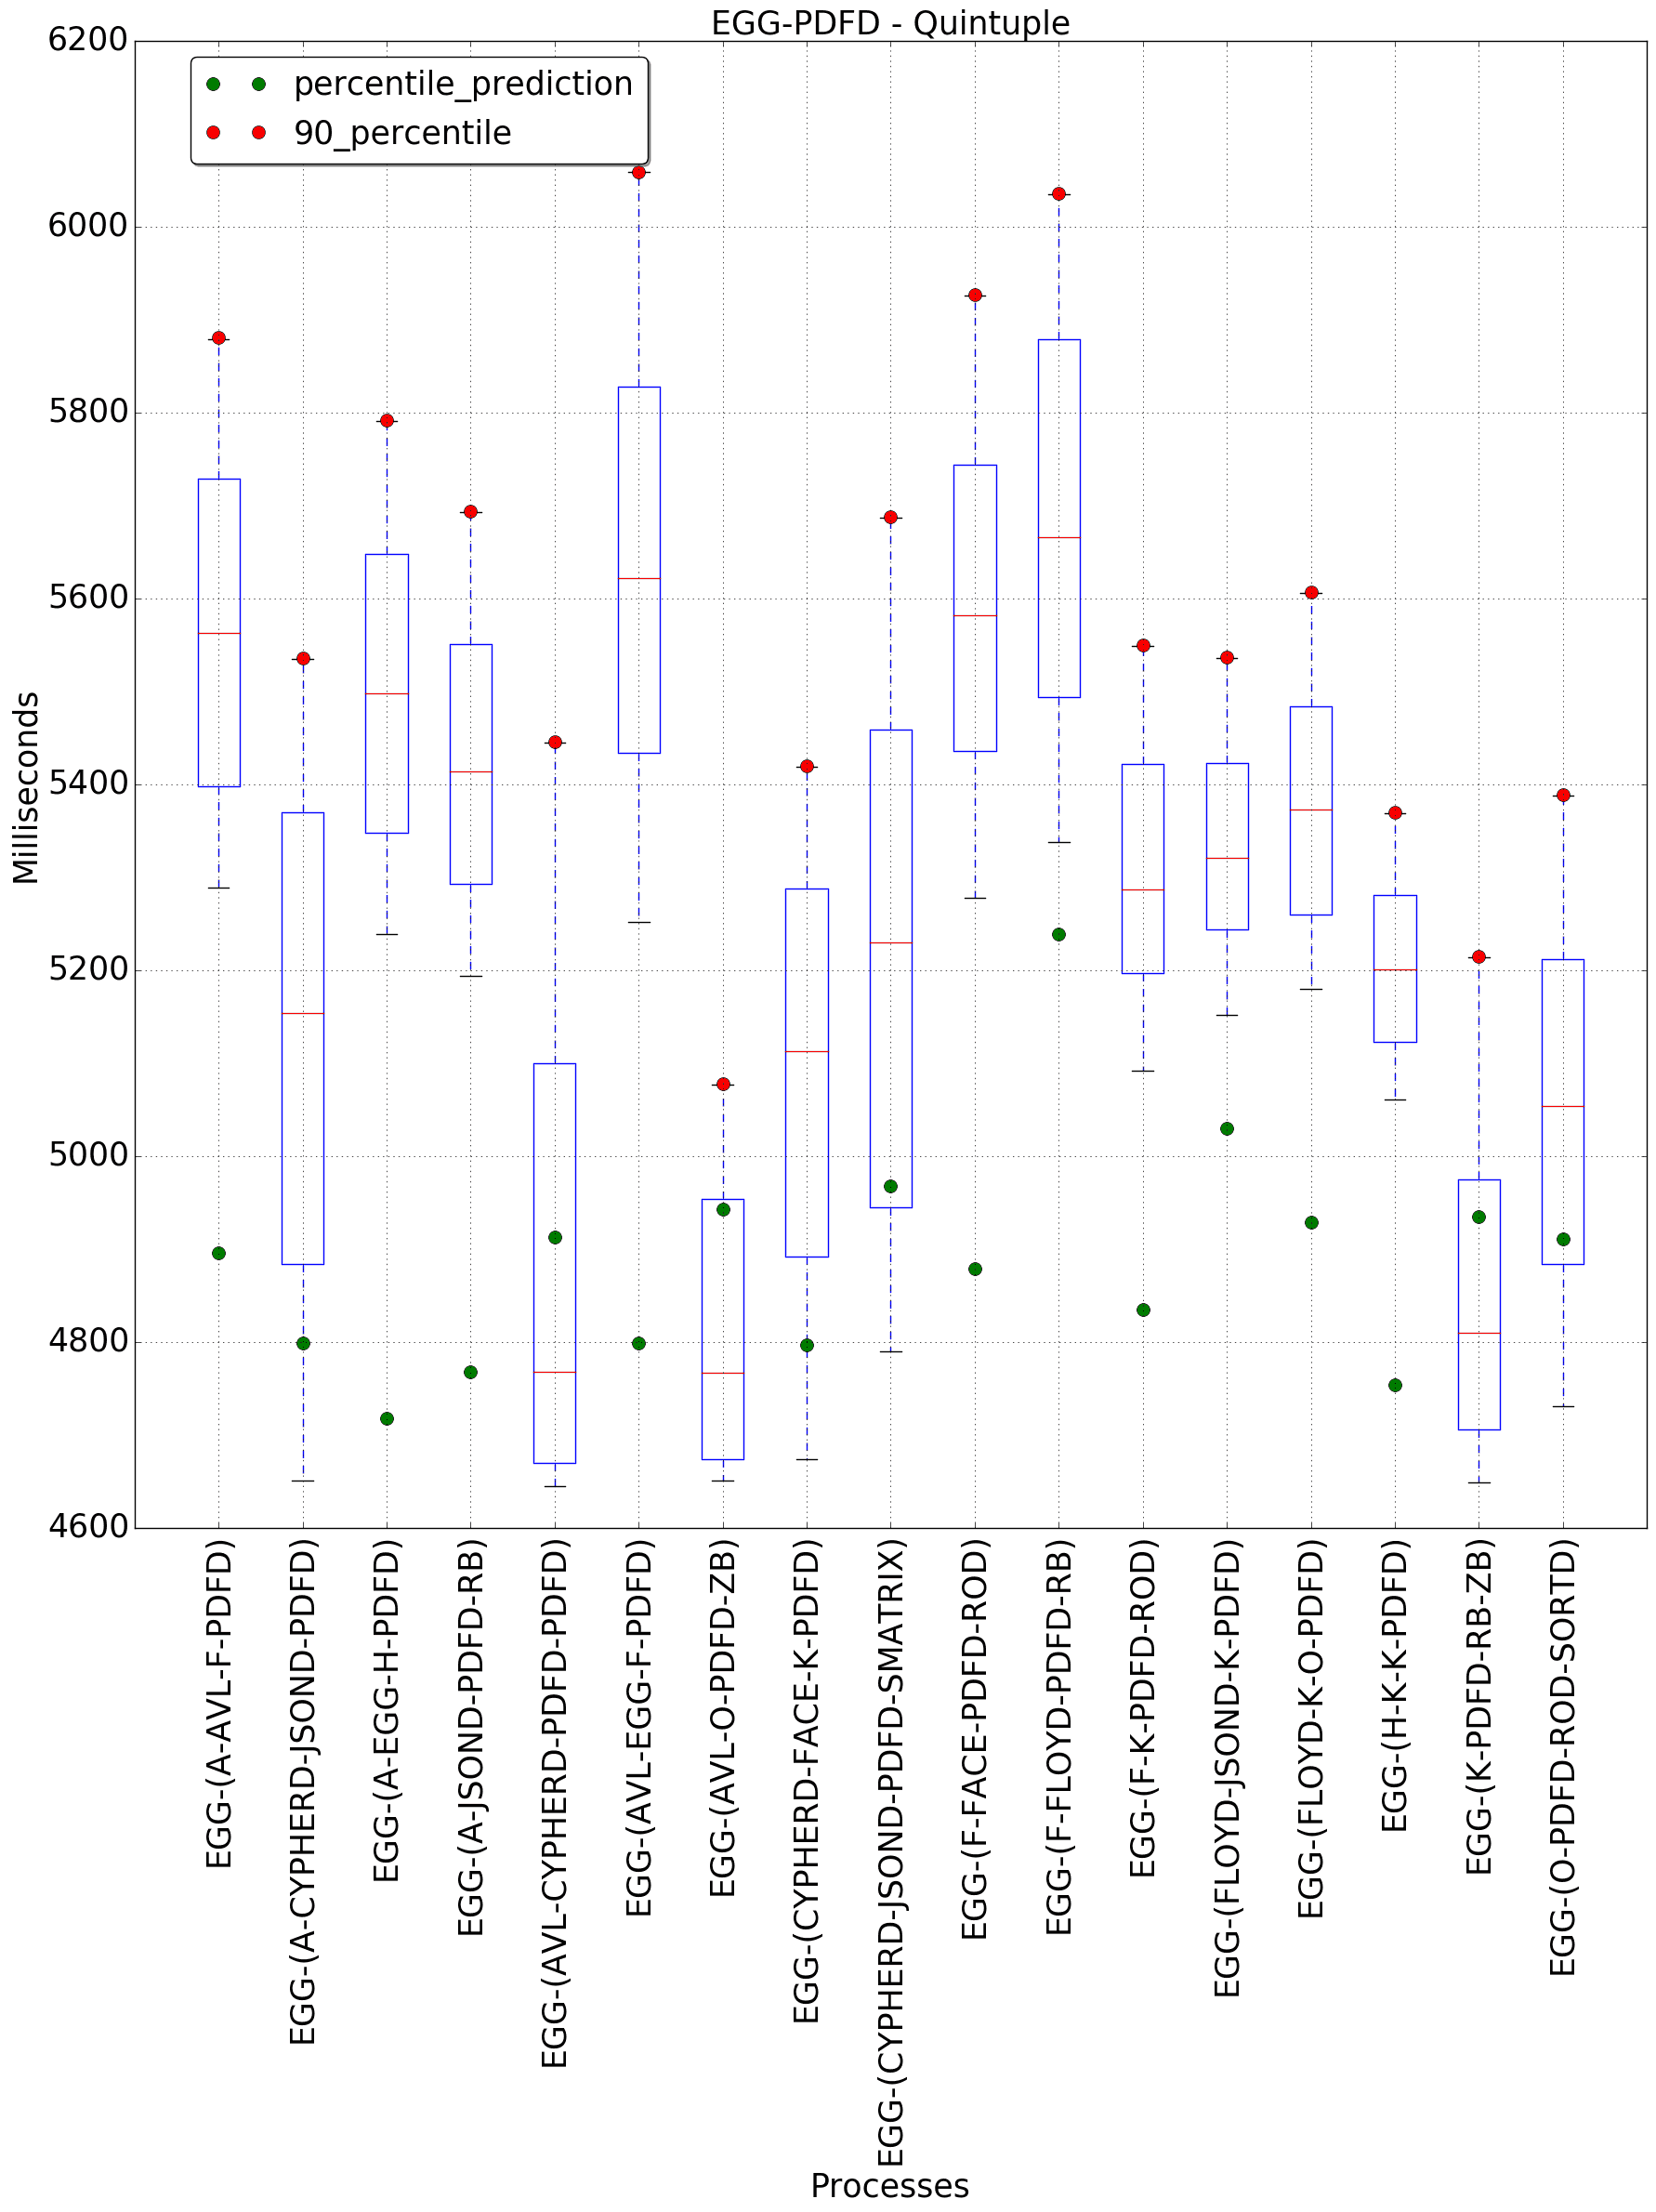 EGG-PDFD - Quintuple
percentile_prediction
90_percentile
6200
6000
5800
5600
5400
5200
5000
4800
4600
Milliseconds
EGG-(A-AVL-F-PDFD)
EGG-(A-CYPHERD-JSOND-PDFD)
EGG-(A-EGG-H-PDFD)
EGG-(A-JSOND-PDFD-RB)
EGG-(AVL-CYPHERD-PDFD-PDFD)
EGG-(AVL-EGG-F-PDFD)
EGG-(AVL-O-PDFD-ZB)
EGG-(CYPHERD-FACE-K-PDFD)
EGG-(CYPHERD-JSOND-PDFD-SMATRIX)
EGG-(F-FACE-PDFD-ROD)
EGG-(F-FLOYD-PDFD-RB)
EGG-(F-K-PDFD-ROD)
EGG-(FLOYD-JSOND-K-PDFD)
EGG-(FLOYD-K-O-PDFD)
EGG-(H-K-K-PDFD)
EGG-(K-PDFD-RB-ZB)
EGG-(O-PDFD-ROD-SORTD)
Processes